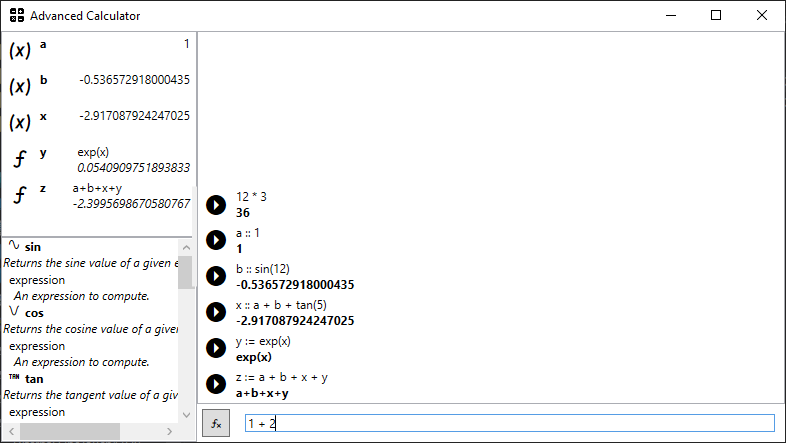 Advanced Calculator
(x) a 1
(x) b -0.536572918000435
(x) x -2.917087924247025
ƒ y exp(x)
0.0540909751893833
ƒ z a+b+x+y
-2.3995698670580767
sin
Returns the sine value of a given e
expression
An expression to compute.
cos
Returns the cosine value of a given
expression
An expression to compute.
TAN tan
Returns the tangent value of a giv
expression
12 * 3
36
a :: 1
1
b :: sin(12)
-0.536572918000435
x :: a + b + tan(5)
-2.917087924247025
y := exp(x)
exp(x)
z := a + b + x + y
a+b+x+y
fx 1 + 2